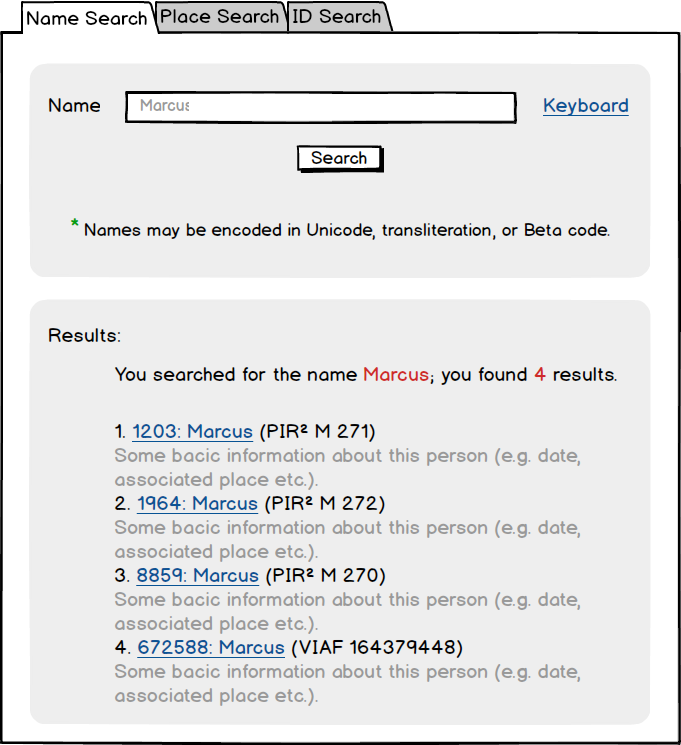 Name Search Place Search ID Search
Name Marcus Keyboard
Search
* Names may be encoded in Unicode, transliteration, or Beta code.
Results:
You searched for the name Marcus; you found 4 results.
1. 1203: Marcus (PIR² M 271)
Some bacic information about this person (e.g. date,
associated place etc.).
2. 1964: Marcus (PIR² M 272)
Some bacic information about this person (e.g. date,
associated place etc.).
3. 8859: Marcus (PIR² M 270)
Some bacic information about this person (e.g. date,
associated place etc.).
4. 672588: Marcus (VIAF 164379448)
Some bacic information about this person (e.g. date,
associated place etc.).